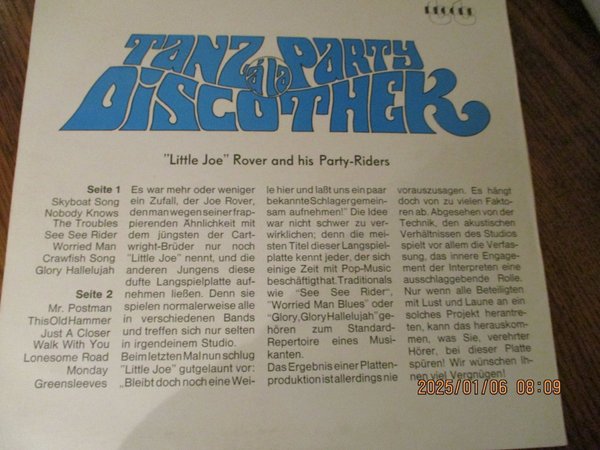 TANZ PARTY
á la
DISCOTHEK
"Little Joe" Rover and his Party-Riders
Seite 1
Skyboat Song
Nobody Knows
The Troubles
See See Rider
Worried Man
Crawfish Song
Glory Hallelujah
Seite 2
Mr. Postman
ThisOldHammer
Just A Closer
Walk With You
Lonesome Road
Monday
Greensleeves
Es war mehr oder weniger
ein Zufall, der Joe Rover,
den man wegen seiner frap-
pierenden Ähnlichkeit mit
dem jüngsten der Cart-
wright-Brüder nur noch
"Little Joe" nennt, und die
anderen Jungens diese
dufte Langspielplatte auf-
nehmen ließen. Denn sie
spielen normalerweise alle
in verschiedenen Bands
und treffen sich nur selten
in irgendeinem Studio.
Beim letzten Mal nun schlug
"Little Joe" gutgelaunt vor:
„Bleibt doch noch eine Wei-
le hier und laßt uns ein paar
bekannte Schlager gemein-
sam aufnehmen!" Die Idee
war nicht schwer zu ver-
wirklichen; denn die mei-
sten Titel dieser Langspiel-
platte kennt jeder, der sich
einige Zeit mit Pop-Music
beschäftigt hat. Traditionals
wie "See See Rider",
"Worried Man Blues" oder
"Glory, Glory Hallelujah" ge-
hören zum Standard-
Repertoire eines Musi-
kanten.
Das Ergebnis einer Platten-
produktion ist allerdings nie
vorauszusagen. Es hängt
doch von zu vielen Fakto-
ren ab. Abgesehen von der
Technik, den akustischen
Verhältnissen des Studios
spielt vor allem die Verfas-
sung, das innere Engage-
ment der Interpreten eine
ausschlaggebende Rolle.
Nur wenn alle Beteiligten
mit Lust und Laune an ein
solches Projekt herantre-
ten, kann das herauskom-
men, was Sie, verehrter
Hörer, bei dieser Platte
spüren! Wir wünschen Ih-
nen viel Vergnügen!
2025/01/06 08:09